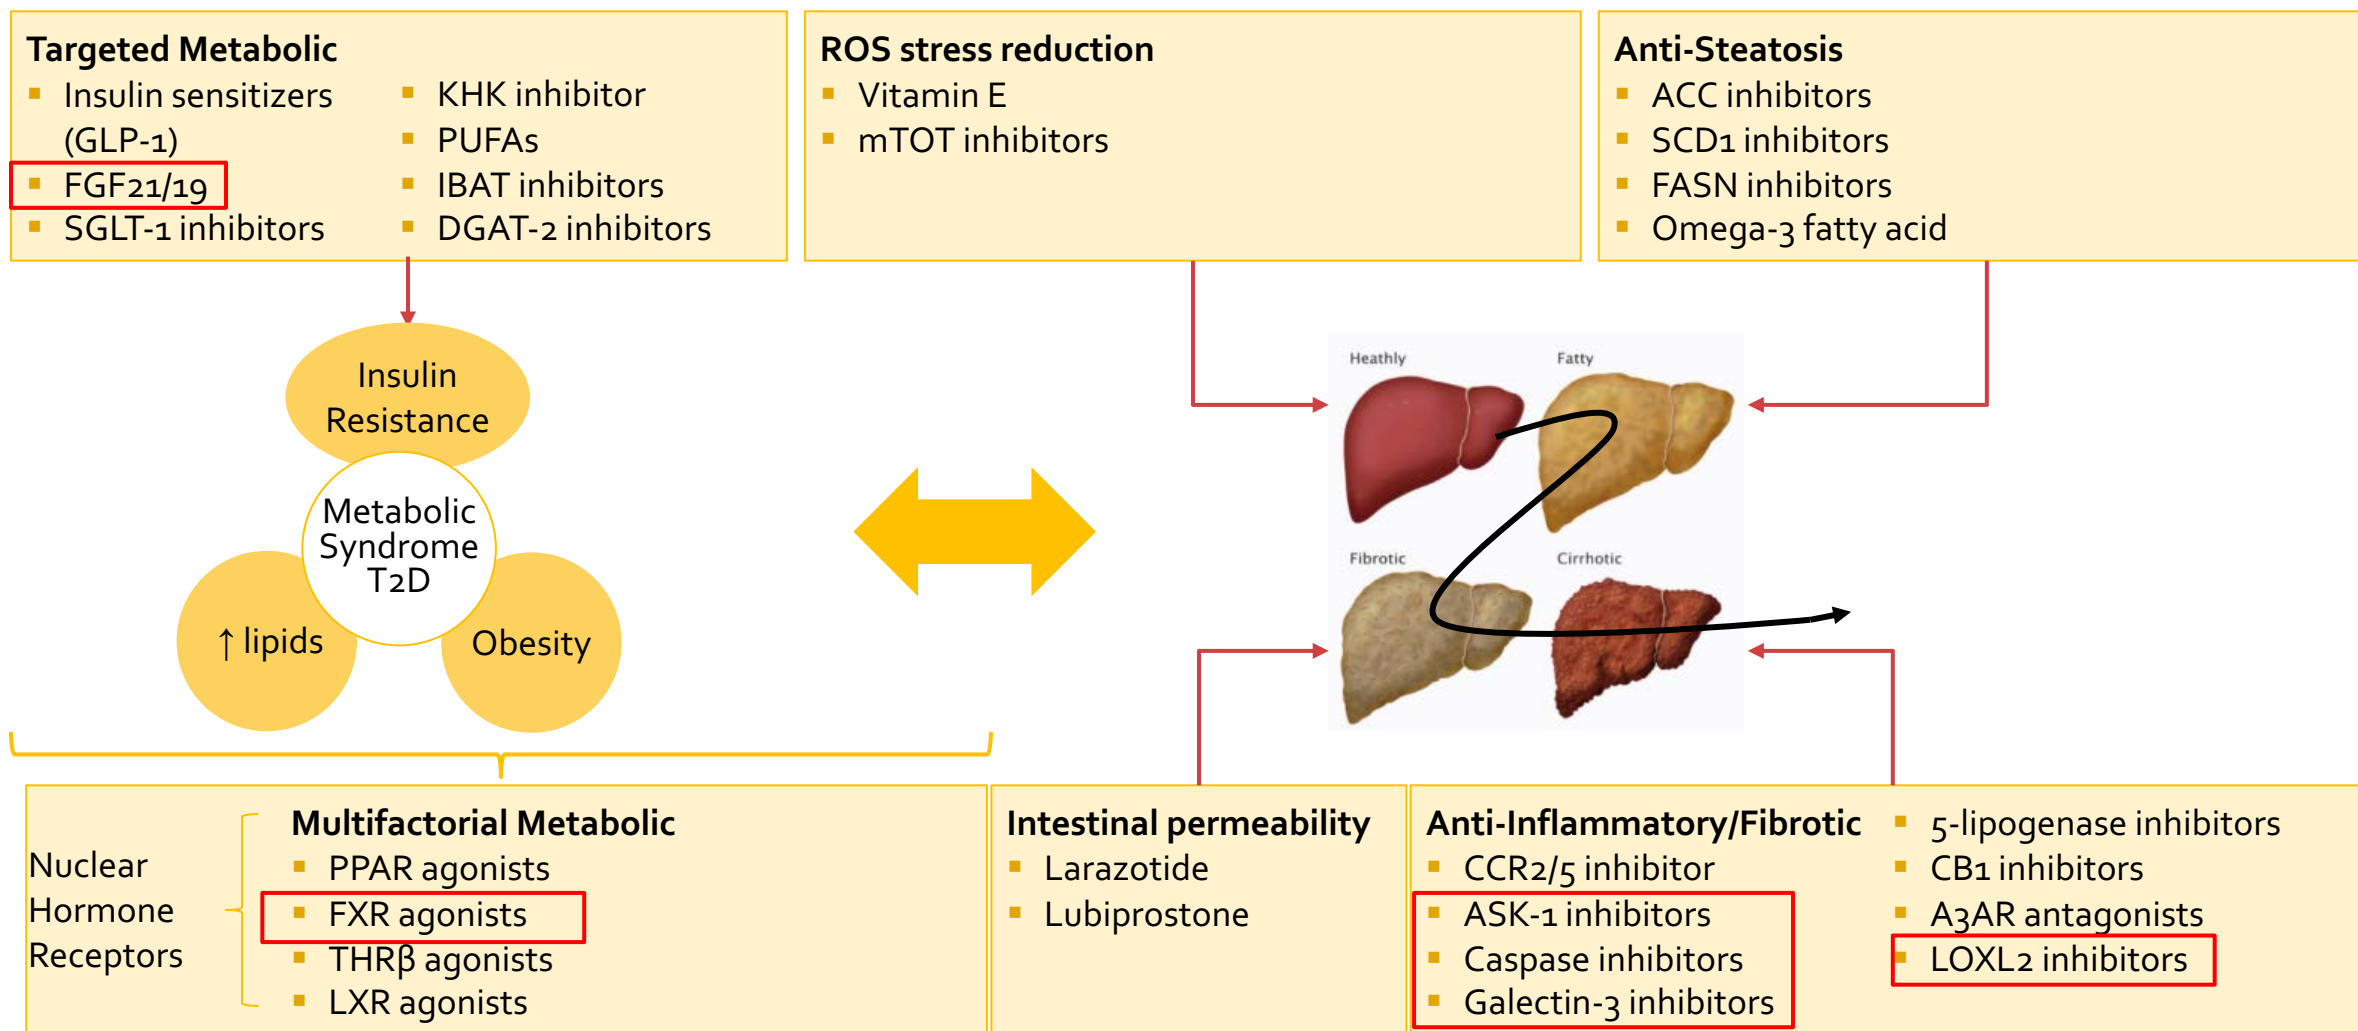 Targeted Metabolic
Insulin sensitizers
(GLP-1)
FGF21/19
SGLT-1 inhibitors
KHK inhibitor
PUFAs
IBAT inhibitors
DGAT-2 inhibitors
ROS stress reduction
Vitamin E
mTOT inhibitors
Anti-Steatosis
ACC inhibitors
SCD1 inhibitors
FASN inhibitors
Omega-3 fatty acid
Insulin
Resistance
Metabolic
Syndrome
T2D
↑ lipids
Obesity
Heathly
Fatty
Fibrotic
Cirrhotic
Nuclear
Hormone
Receptors
Multifactorial Metabolic
PPAR agonists
FXR agonists
THRβ agonists
LXR agonists
Intestinal permeability
Larazotide
Lubiprostone
Anti-Inflammatory/Fibrotic
CCR2/5 inhibitor
ASK-1 inhibitors
Caspase inhibitors
Galectin-3 inhibitors
5-lipogenase inhibitors
CB1 inhibitors
A3AR antagonists
LOXL2 inhibitors